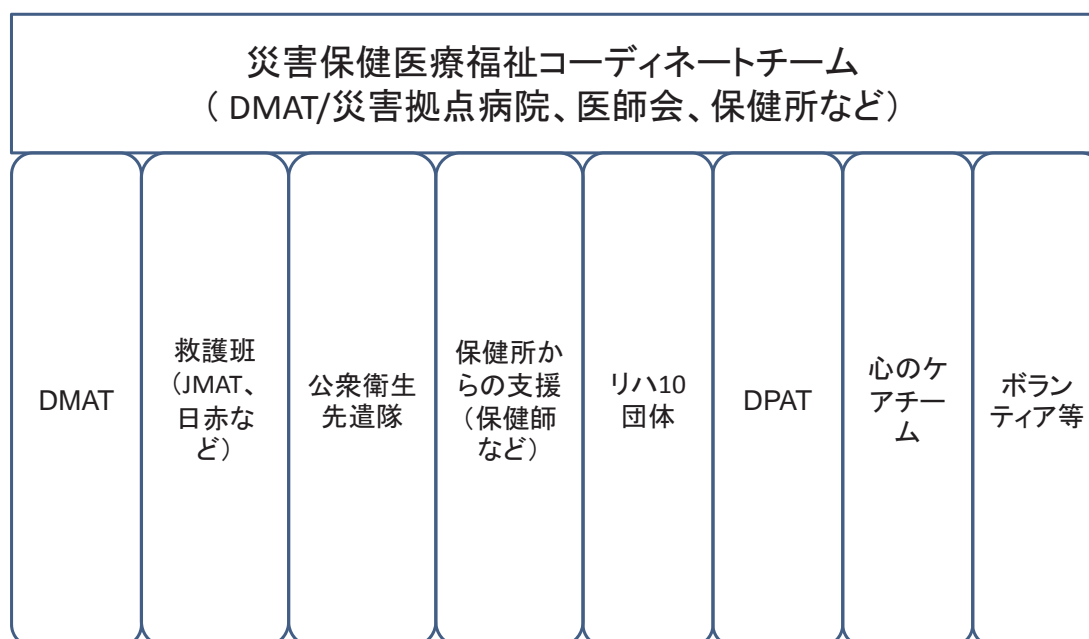 災害保健医療福祉コーディネートチーム
（ DMAT/災害拠点病院、医師会、保健所など）
DMAT
救護班
（JMAT、
日赤な
ど）
公衆衛生
先遣隊
保健所か
らの支援
（保健師
など）
リハ10
団体
DPAT
心のケ
アチー
ム
ボラン
ティア等